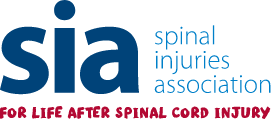 sia
spinal
injuries
association
FOR LIFE AFTER SPINAL CORD INJURY